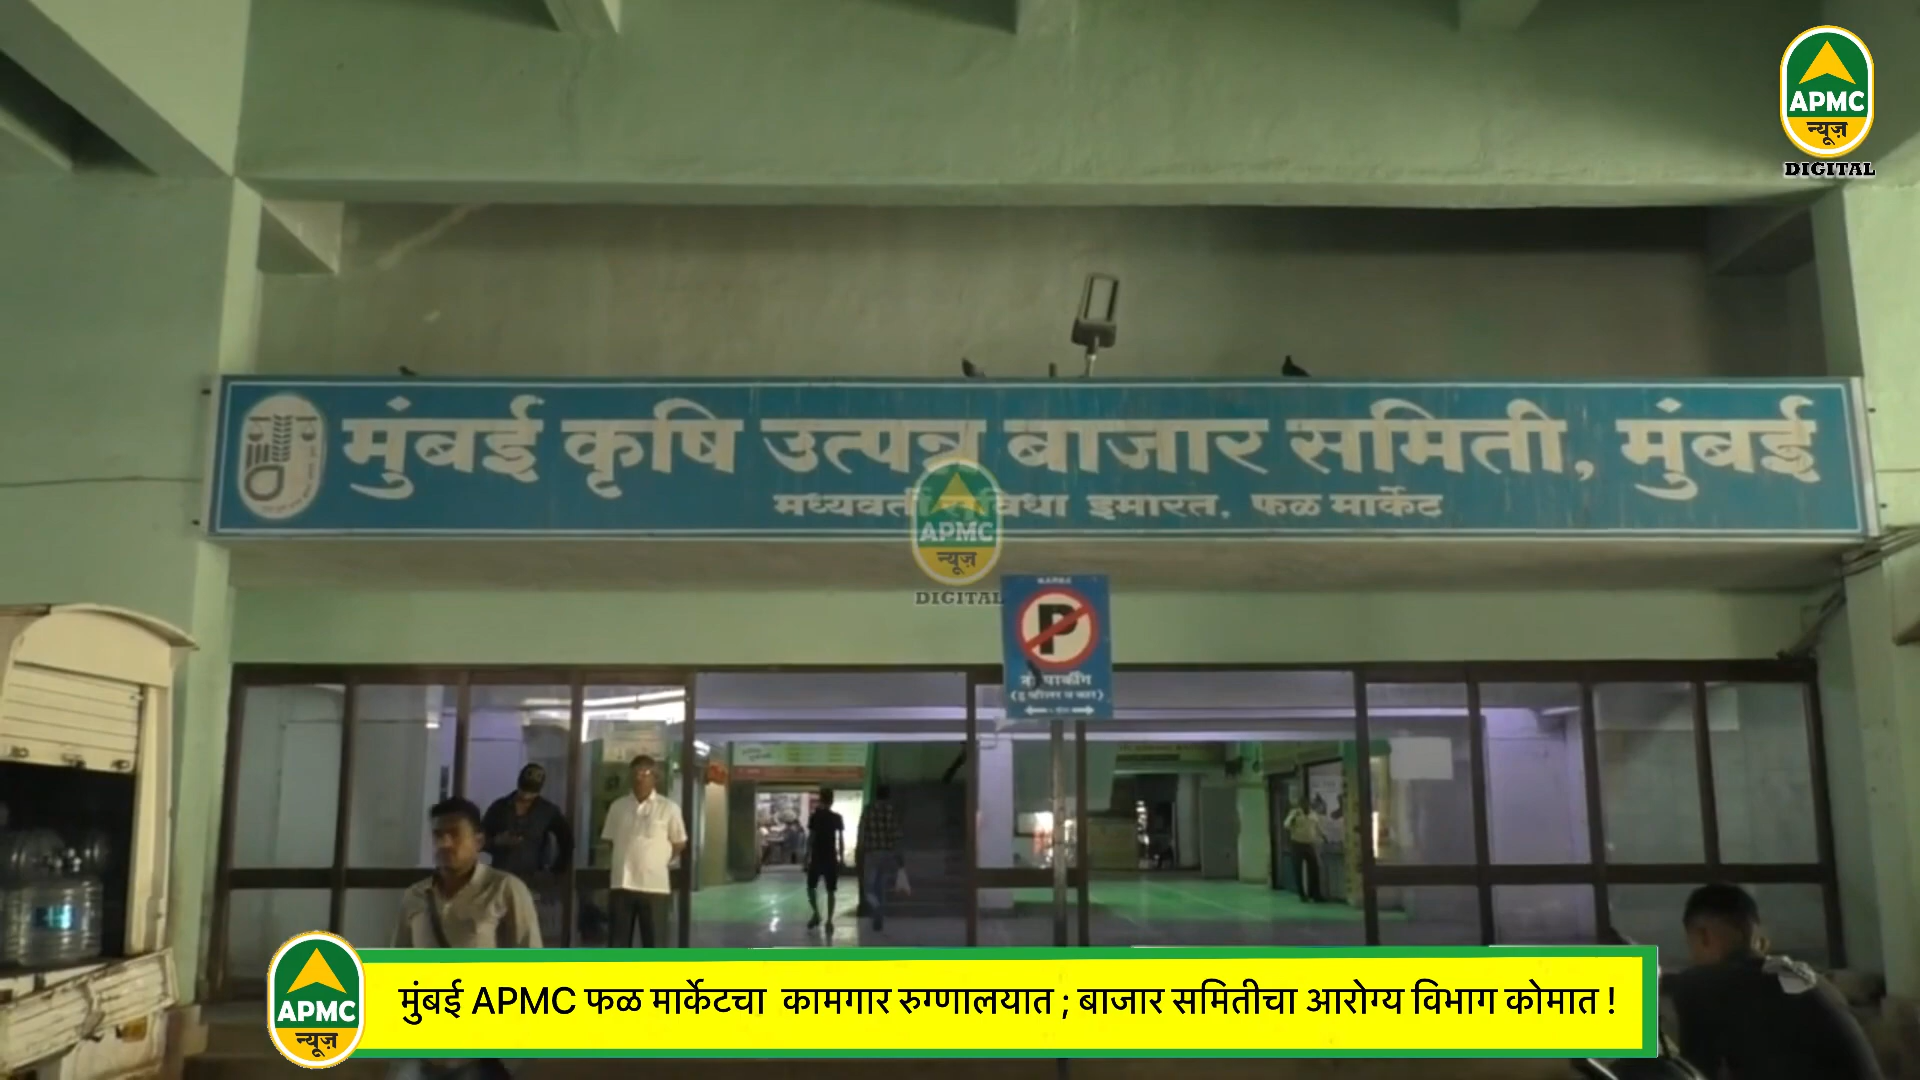 APMC
न्यूज़
DIGITAL
मुंबई कृषि उत्पन्न बाजार समिती, मुंबई
मध्यवर्ती सुविधा इमारत. फळ मार्केट
APMC
न्यूज़
DIGITAL
P
नो पार्कींग
मुंबई APMC फळ मार्केटचा कामगार रुग्णालयात ; बाजार समितीचा आरोग्य विभाग कोमात !
APMC
न्यूज़